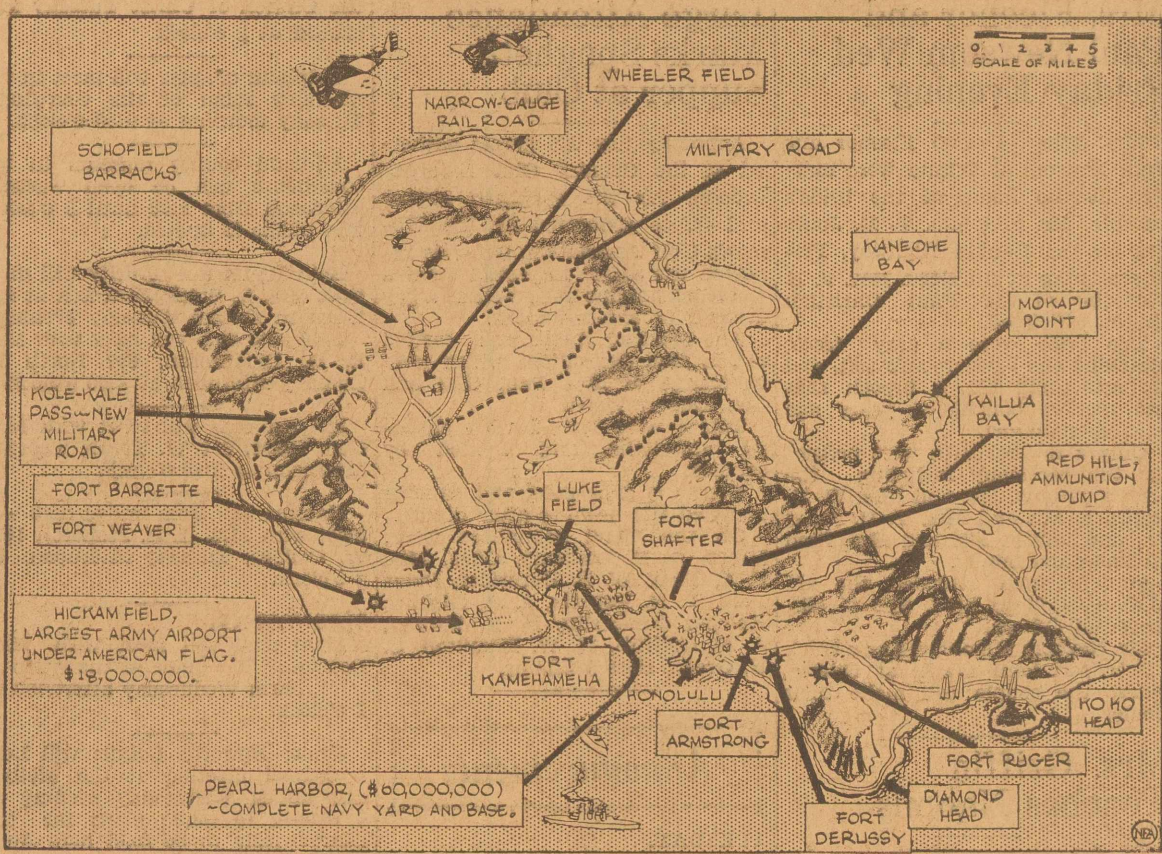 0 1 2 3 4 5
SCALE OF MILES
WHEELER FIELD
NARROW-GAUGE
RAILROAD
SCHOFIELD
BARRACKS
MILITARY ROAD
KANEOHE
BAY
MOKAPU
POINT
KOLE-KALE
PASS~NEW
MILITARY
ROAD
KAILUA
BAY
RED HILL,
AMMUNITION
DUMP
FORT BARRETTE
LUKE
FIELD
FORT WEAVER
FORT
SHAFTER
HICKAM FIELD,
LARGEST ARMY AIRPORT
UNDER AMERICAN FLAG.
$18,000,000.
FORT
KAMEHAMEHA
HONOLULU
FORT
ARMSTRONG
KO KO
HEAD
FORT RUGER
PEARL HARBOR, ($60,000,000)
~COMPLETE NAVY YARD AND BASE.
DIAMOND
HEAD
FORT
DERUSSY
NEA